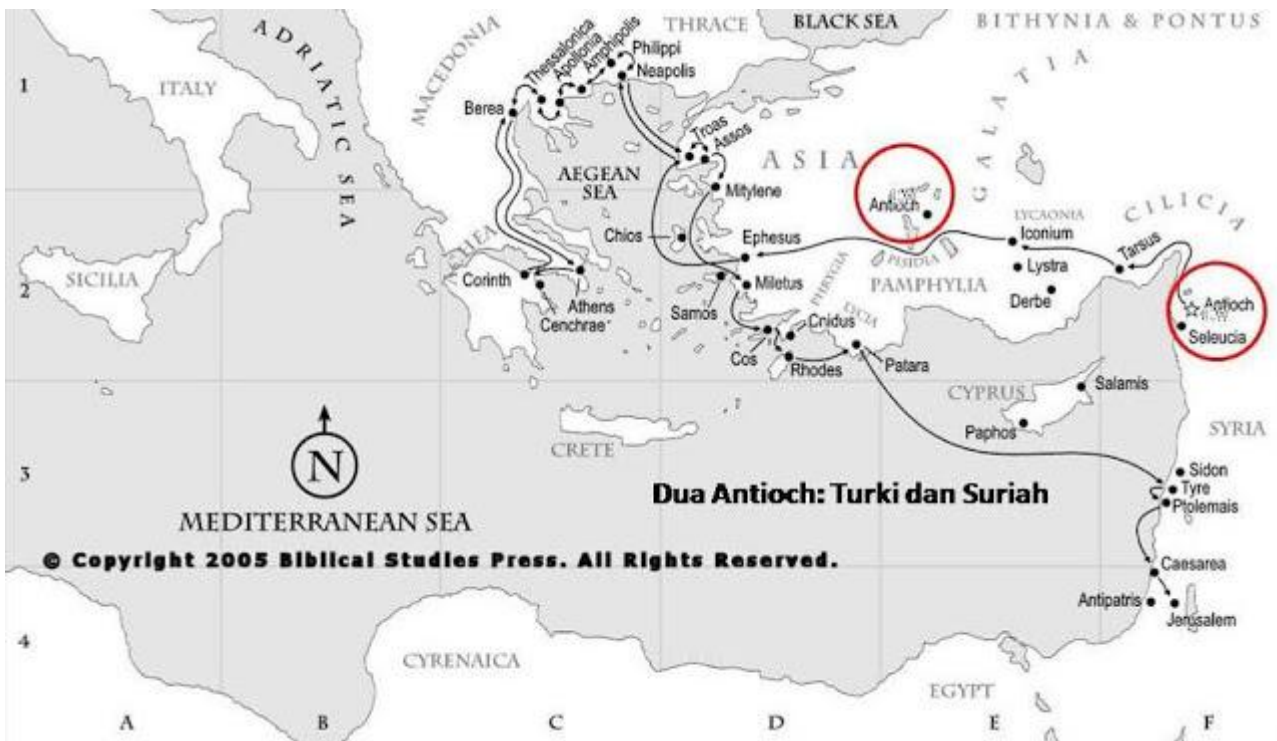 THRACE
BLACK SEA
BITHYNIA & PONTUS
ADRIATIC SEA
MACEDONIA
Thessalonica
Apollonia
Amphipolis
Philippi
Neapolis
1
ITALY
Berea
GALATIA
Troas
Assos
ASIA
AEGEAN
SEA
Mitylene
Antioch
LYCAONIA
CILICIA
Iconium
Chios
Ephesus
Tarsus
ACHAEA
PISIDIA
Lystra
SICILIA
2
Corinth
Athens
Cenchrae
Miletus
PHRYGIA
PAMPHYLIA
Derbe
Samos
LYCIA
Antioch
Seleucia
Cnidus
Cos
Rhodes
Patara
CYPRUS
Salamis
Paphos
SYRIA
N
CRETE
3
Sidon
Tyre
Ptolemais
Dua Antioch: Turki dan Suriah
MEDITERRANEAN SEA
© Copyright 2005 Biblical Studies Press. All Rights Reserved.
Caesarea
Antipatris
Jerusalem
4
CYRENAICA
EGYPT
A B C D E F